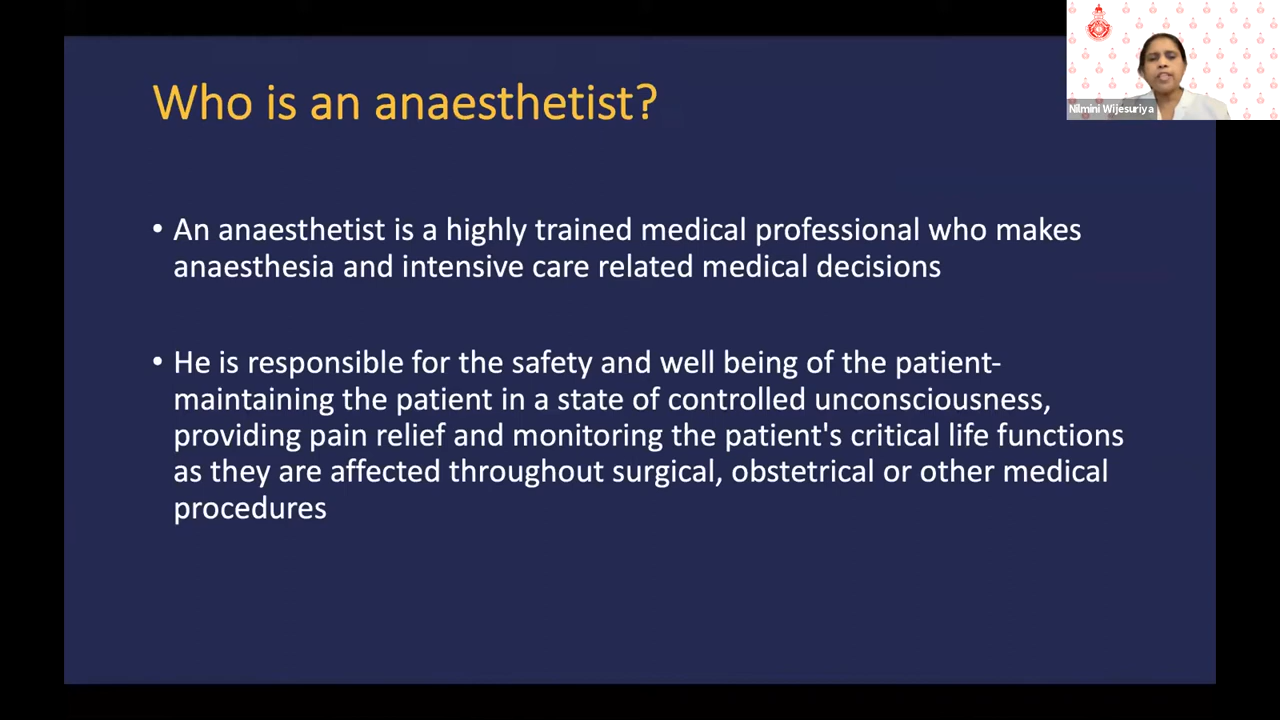 Who is an anaesthetist?
• An anaesthetist is a highly trained medical professional who makes
anaesthesia and intensive care related medical decisions
• He is responsible for the safety and well being of the patient-
maintaining the patient in a state of controlled unconsciousness,
providing pain relief and monitoring the patient's critical life functions
as they are affected throughout surgical, obstetrical or other medical
procedures
Nilmini Wijesuriya